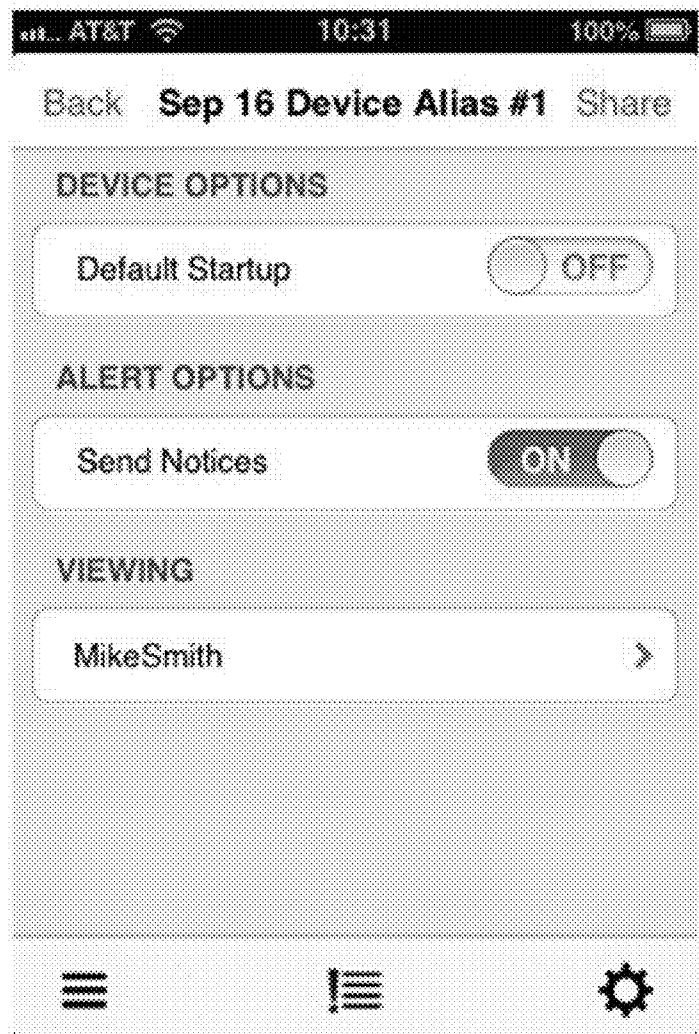 AT&T 10:31 100%
Back Sep 16 Device Alias #1 Share
DEVICE OPTIONS
Default Startup OFF
ALERT OPTIONS
Send Notices ON
VIEWING
MikeSmith